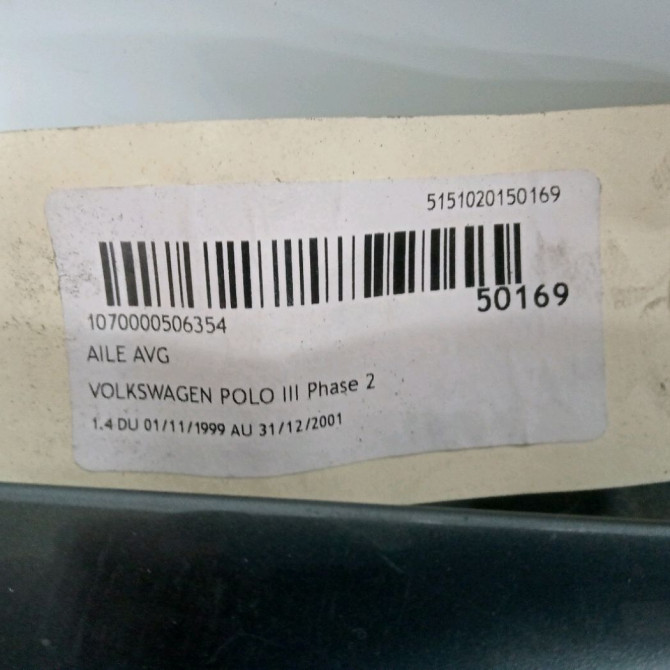 5151020150169
50169
1070000506354
AILE AVG
VOLKSWAGEN POLO III Phase 2
1.4 DU 01/11/1999 AU 31/12/2001